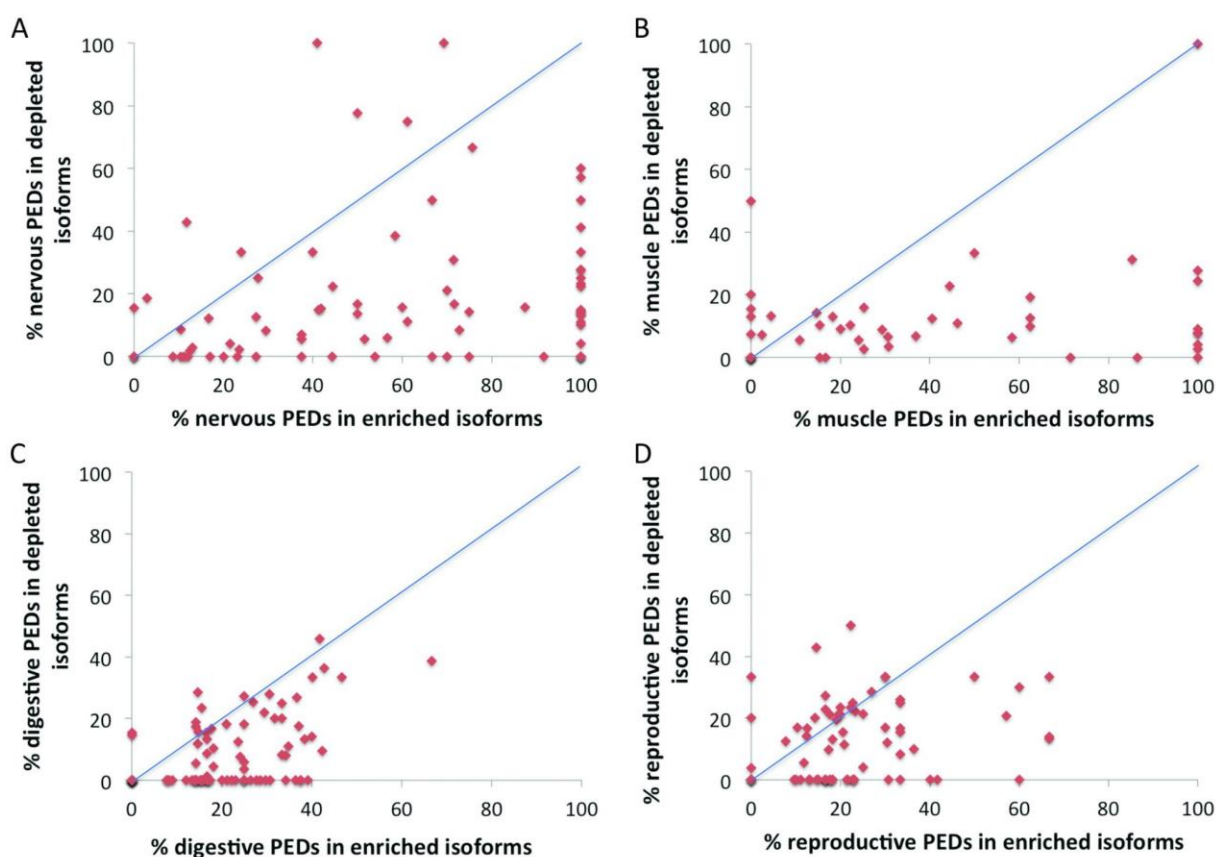 A
% nervous PEDs in depleted
isoforms
100
80
60
40
20
0
0 20 40 60 80 100
% nervous PEDs in enriched isoforms
B
% muscle PEDs in depleted
isoforms
100
80
60
40
20
0
0 20 40 60 80 100
% muscle PEDs in enriched isoforms
C
% digestive PEDs in depleted
isoforms
100
80
60
40
20
0
0 20 40 60 80 100
% digestive PEDs in enriched isoforms
D
% reproductive PEDs in depleted
isoforms
100
80
60
40
20
0
0 20 40 60 80 100
% reproductive PEDs in enriched isoforms